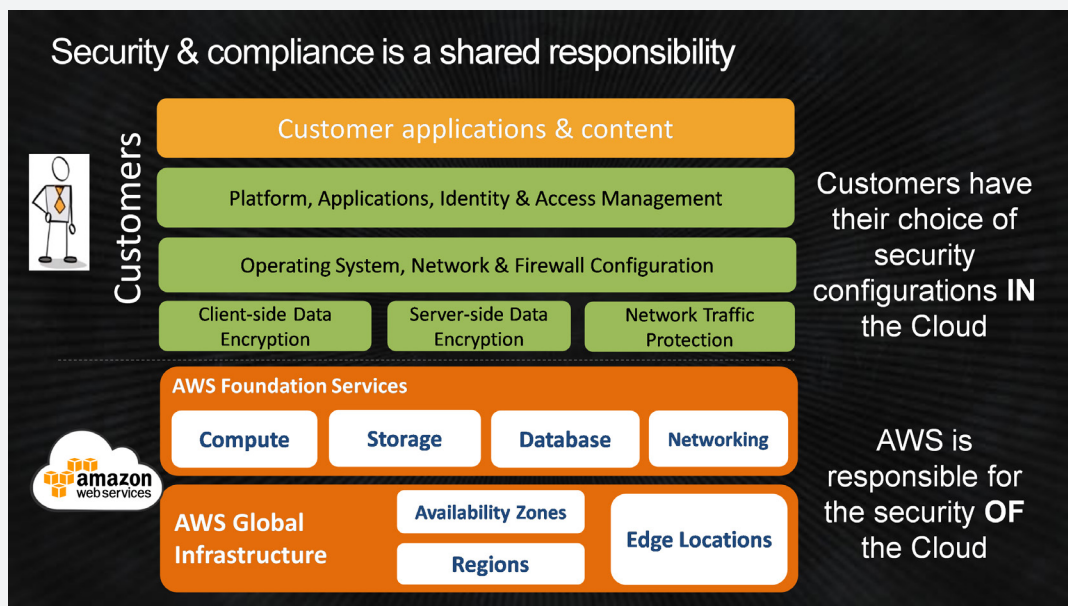 Security & compliance is a shared responsibility
Customers
Customer applications & content
Platform, Applications, Identity & Access Management
Operating System, Network & Firewall Configuration
Client-side Data
Encryption
Server-side Data
Encryption
Network Traffic
Protection
Customers have
their choice of
security
configurations IN
the Cloud
AWS Foundation Services
Compute
Storage
Database
Networking
amazon
web services
AWS Global
Infrastructure
Availability Zones
Regions
Edge Locations
AWS is
responsible for
the security OF
the Cloud